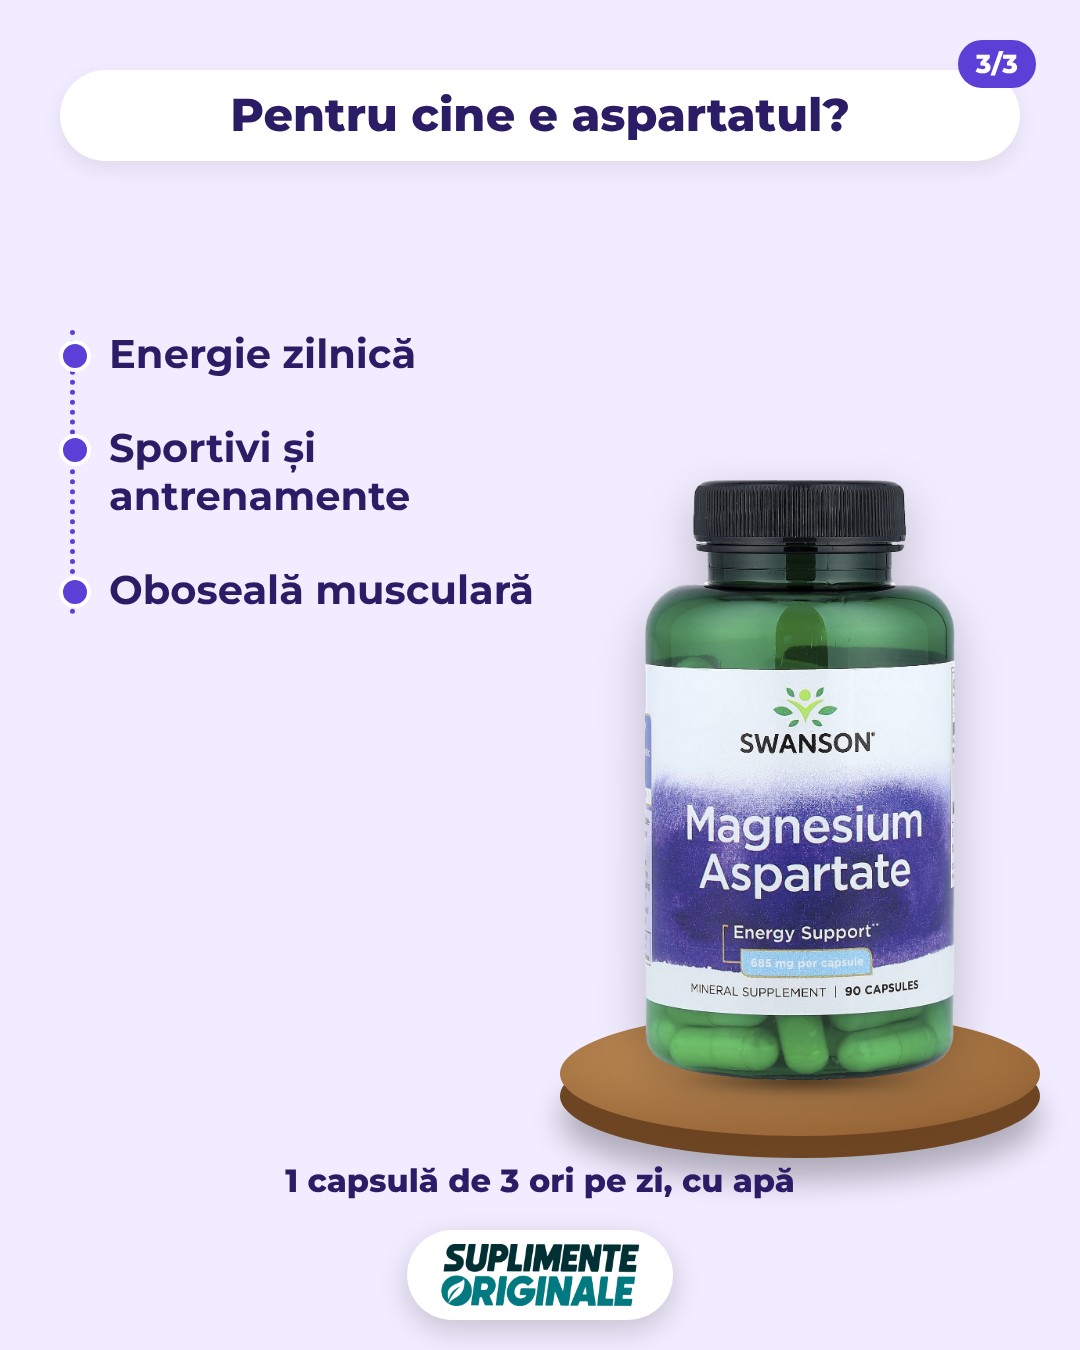 3/3
Pentru cine e aspartatul?
Energie zilnică
Sportivi și
antrenamente
Oboseală musculară
SWANSON
Magnesium
Aspartate
Energy Support
685 mg per capsule
MINERAL SUPPLEMENT | 90 CAPSULES
1 capsulă de 3 ori pe zi, cu apă
SUPLIMENTE
ORIGINALE